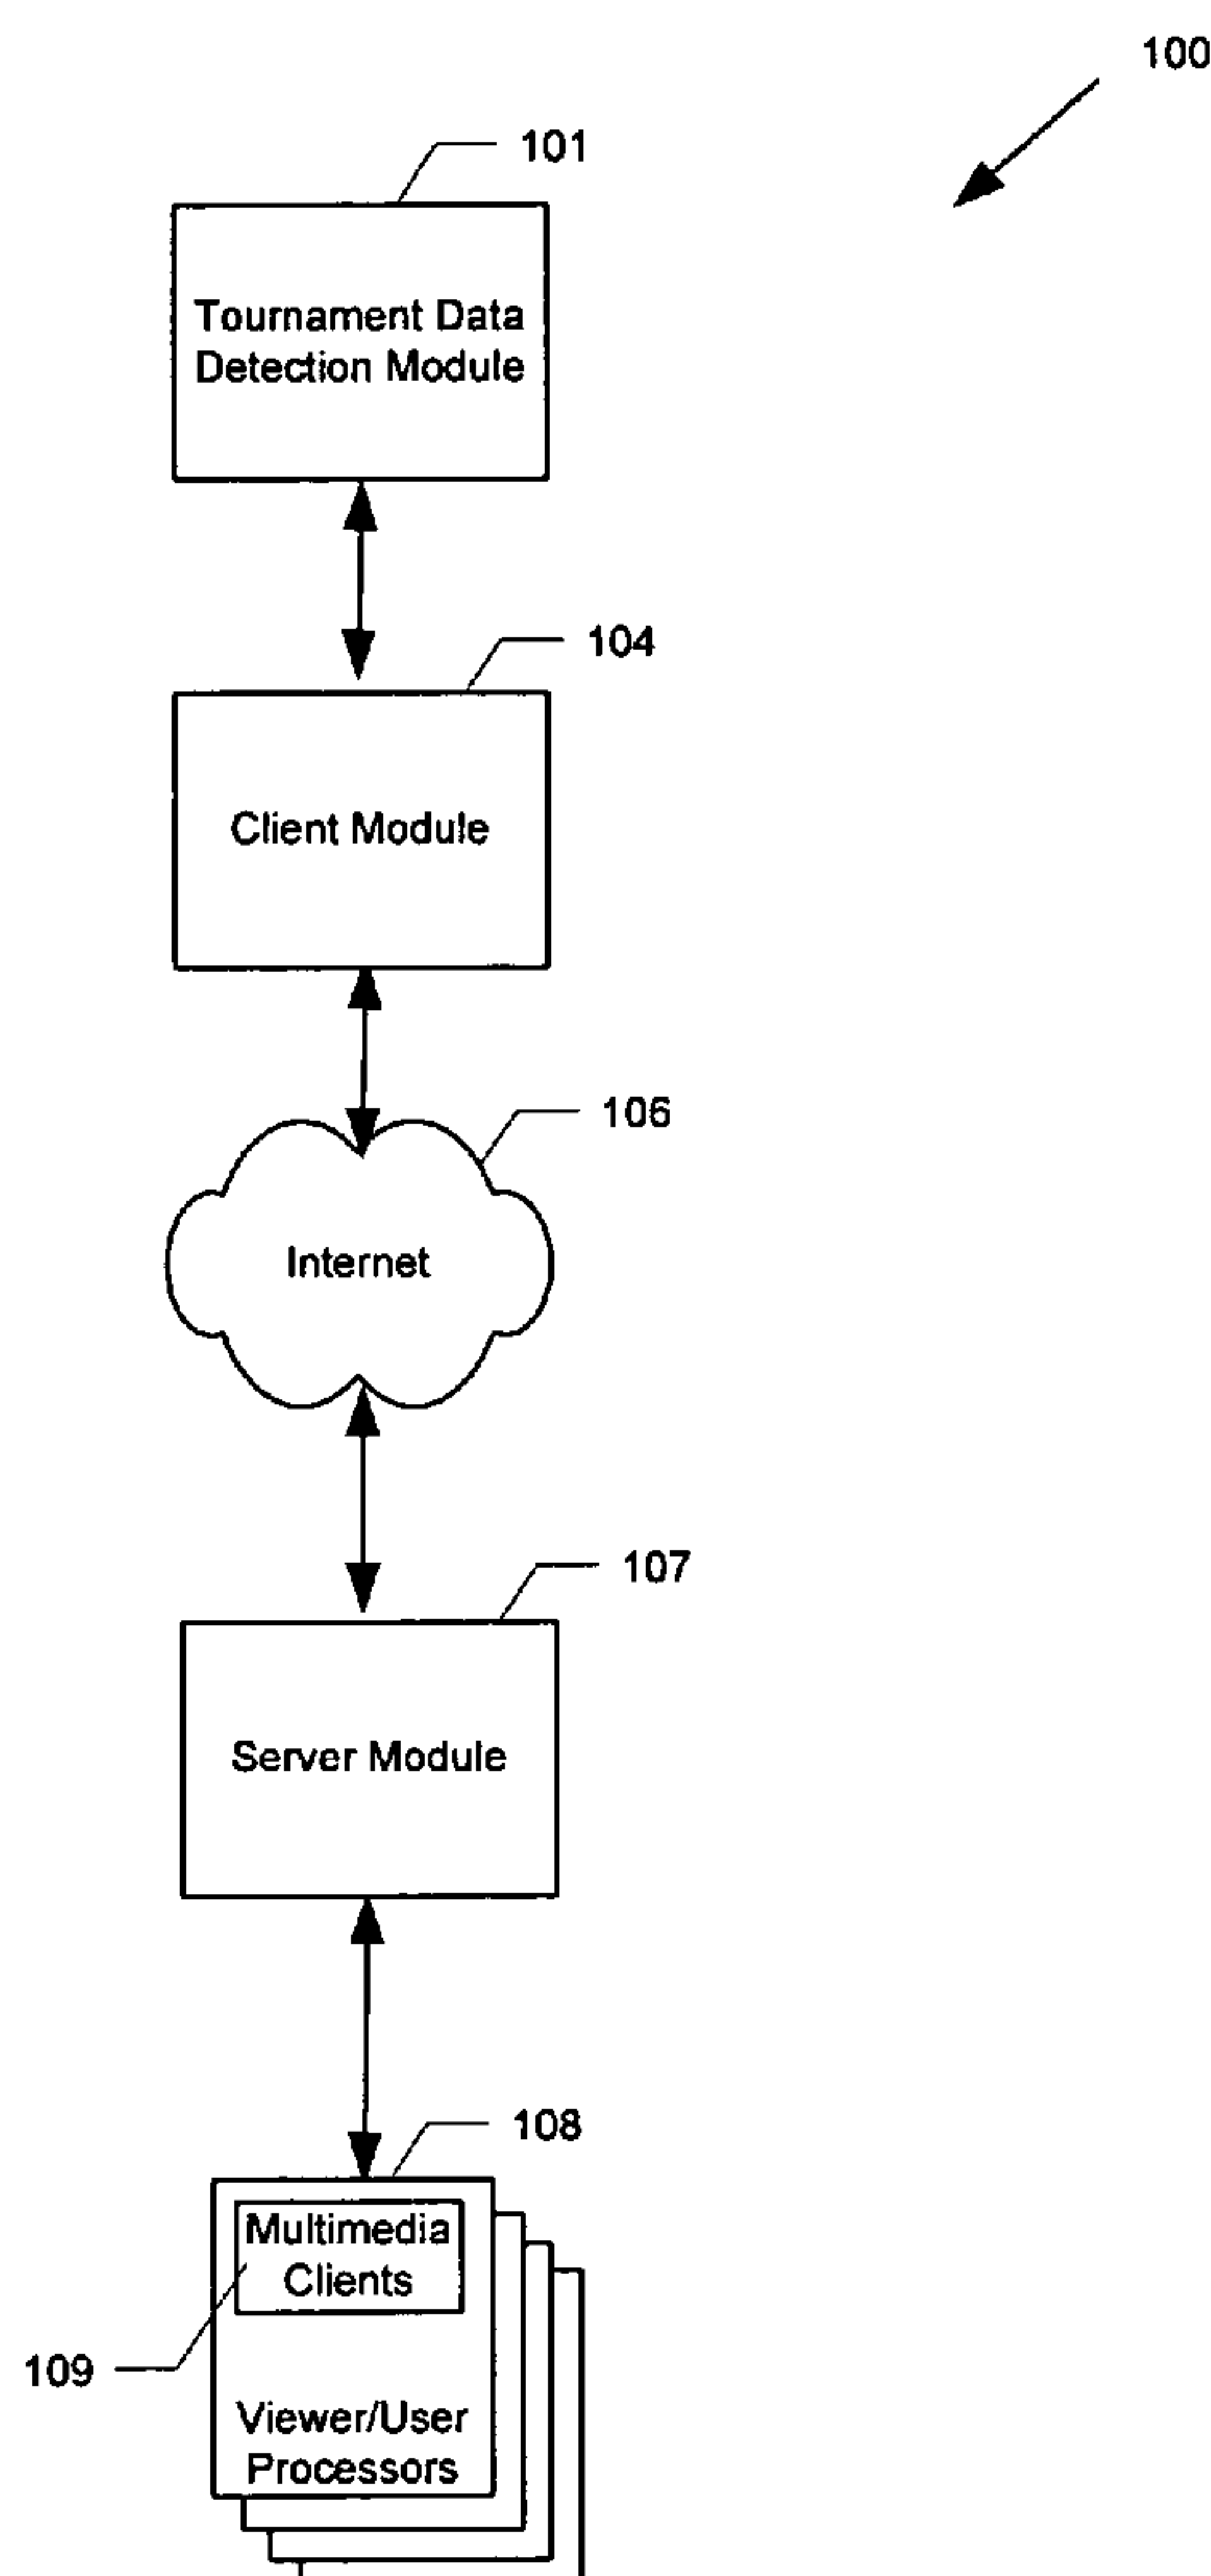 100
101
Tournament Data
Detection Module
104
Client Module
106
Internet
107
Server Module
108
Multimedia
Clients
109
Viewer/User
Processors